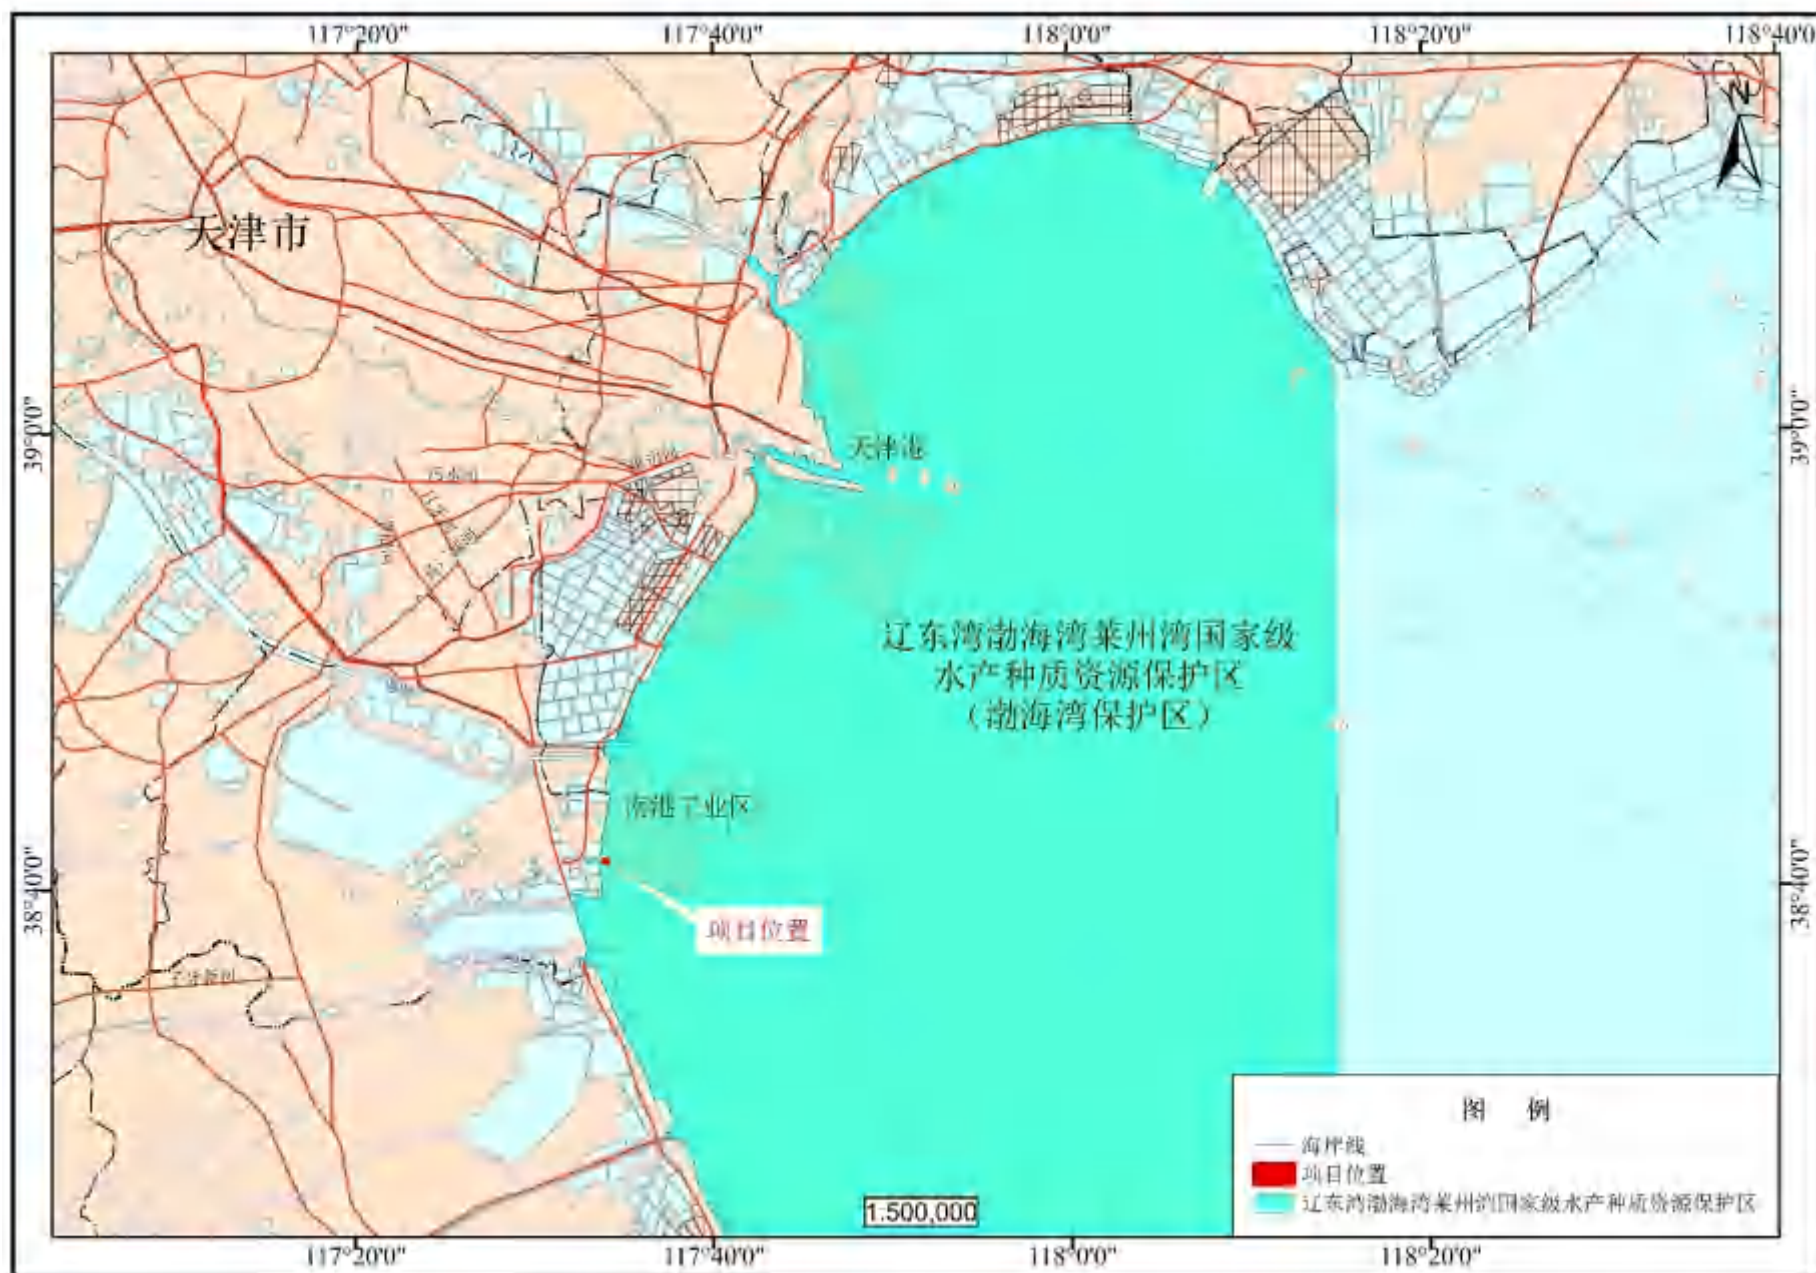 117°20'0"
117°40'0"
118°0'0"
118°20'0"
118°40'0
天津市
39°0'0"
39°0'0"
天津港
辽东湾渤海湾莱州湾国家级
水产种质资源保护区
（渤海湾保护区）
南港工业区
38°40'0"
38°40'0"
项目位置
子牙新河
图 例
海岸线
项目位置
辽东湾渤海湾莱州湾国家级水产种质资源保护区
1:500,000
117°20'0"
117°40'0"
118°0'0"
118°20'0"